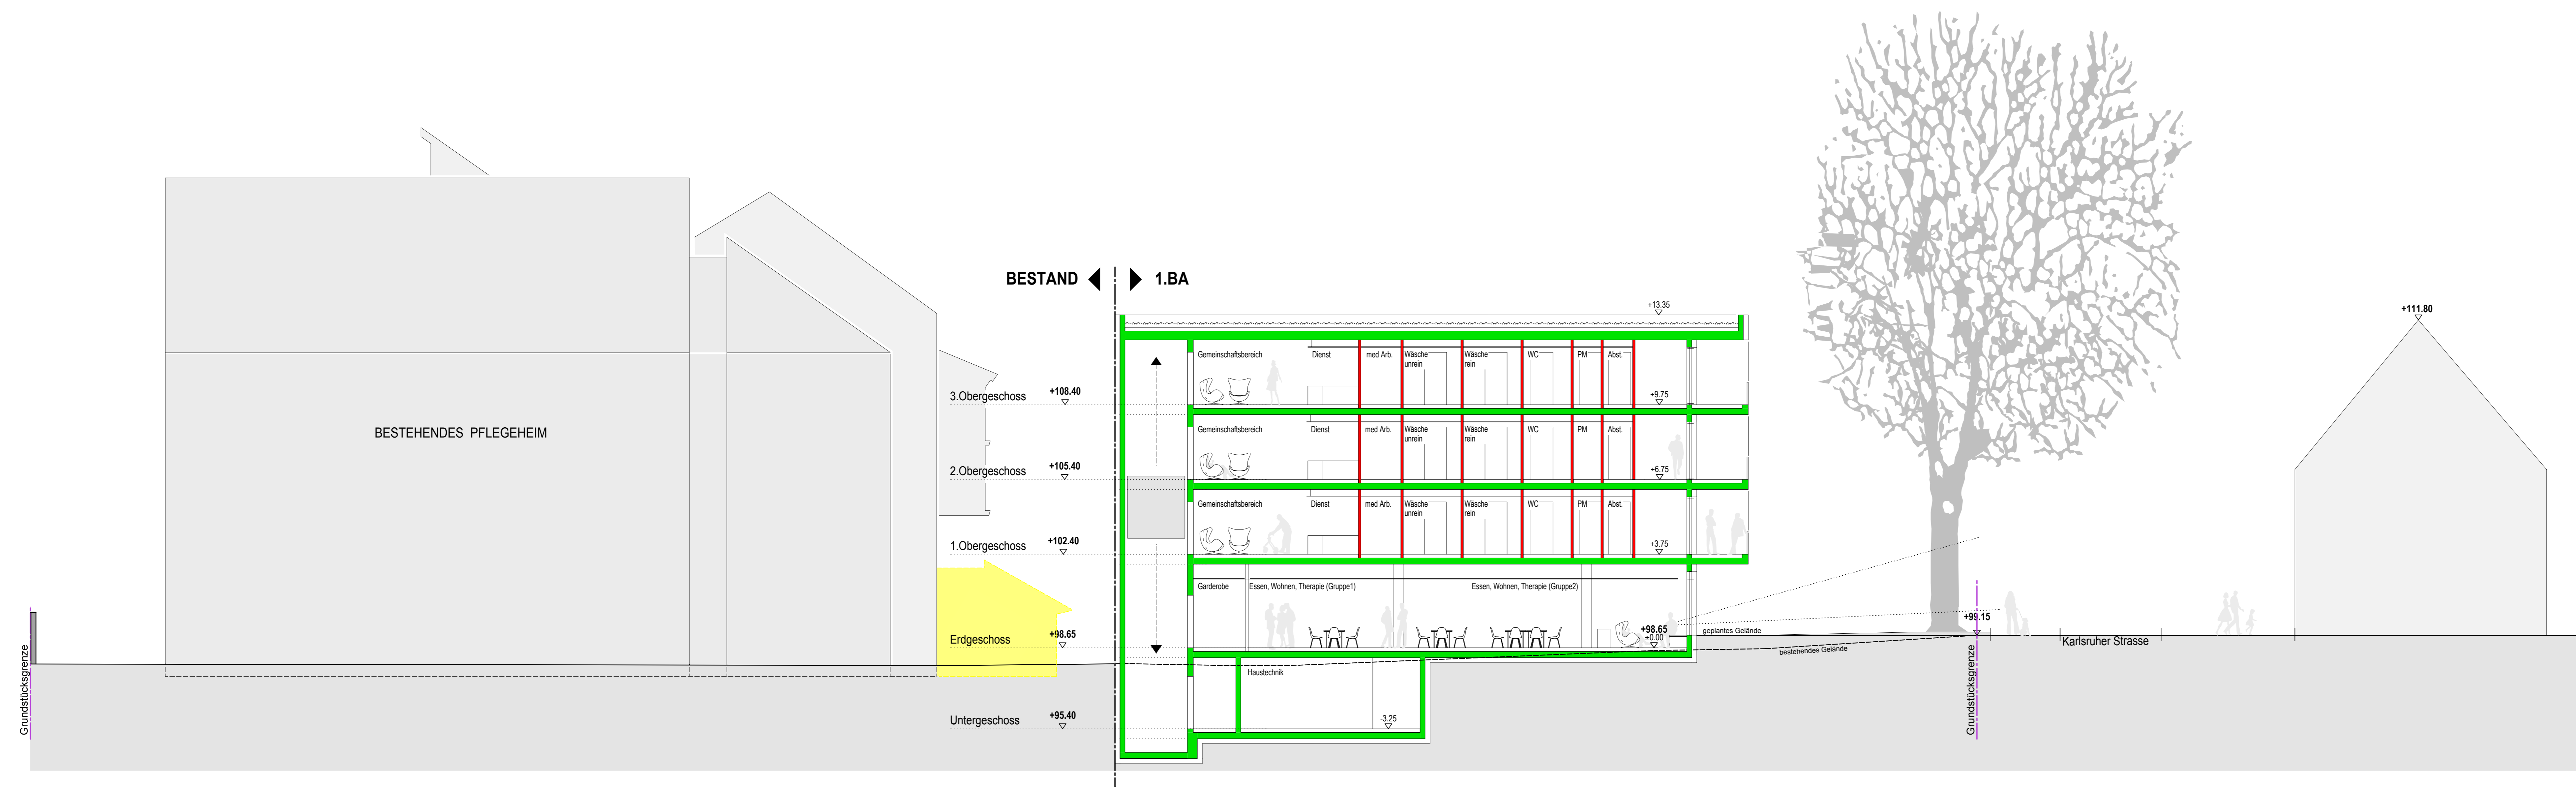 BESTAND 1.BA
+13.35
+111.80
BESTEHENDES PFLEGEHEIM
3.Obergeschoss +108.40
Gemeinschaftsbereich Dienst med Arb. Wäsche unrein Wäsche rein WC PM Abst.
+9.75
2.Obergeschoss +105.40
Gemeinschaftsbereich Dienst med Arb. Wäsche unrein Wäsche rein WC PM Abst.
+6.75
1.Obergeschoss +102.40
Gemeinschaftsbereich Dienst med Arb. Wäsche unrein Wäsche rein WC PM Abst.
+3.75
Erdgeschoss +98.65
Garderobe Essen, Wohnen, Therapie (Gruppe1) Essen, Wohnen, Therapie (Gruppe2)
+98.65
±0.00
geplantes Gelände
bestehendes Gelände
+99.15
Karlsruher Strasse
Untergeschoss +95.40
Haustechnik
-3.25
Grundstücksgrenze
Grundstücksgrenze